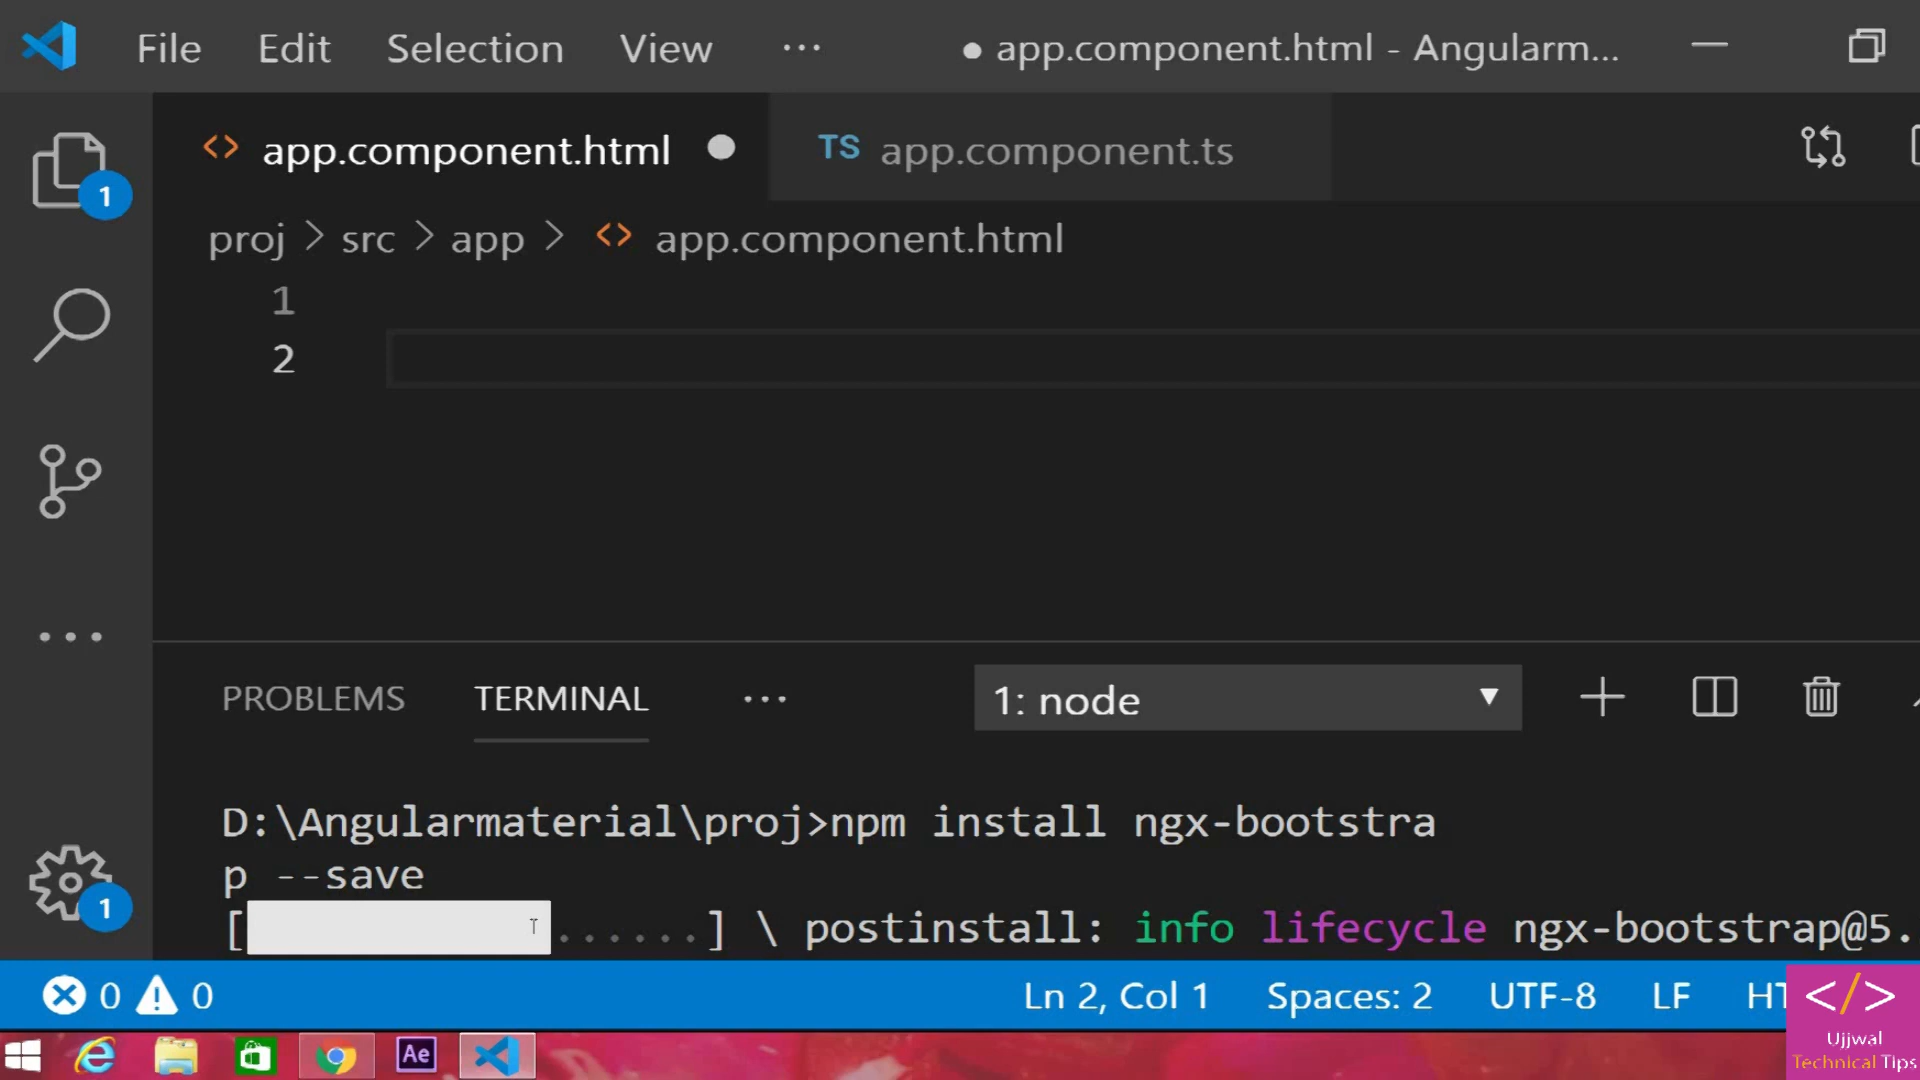 File Edit Selection View ··· ● app.component.html - Angularm...
<> app.component.html ● TS app.component.ts
1
proj > src > app > <> app.component.html
1
2
PROBLEMS TERMINAL ··· 1: node
D:\Angularmaterial\proj>npm install ngx-bootstra
p --save
[ ......] \ postinstall: info lifecycle ngx-bootstrap@5.
1
0 0 Ln 2, Col 1 Spaces: 2 UTF-8 LF
</>
Ae
Ujjwal
Technical Tips